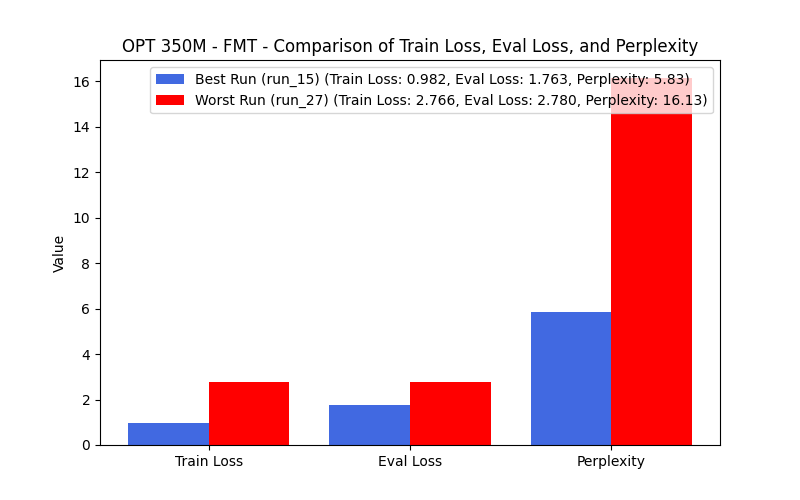 OPT 350M - FMT - Comparison of Train Loss, Eval Loss, and Perplexity
Best Run (run_15) (Train Loss: 0.982, Eval Loss: 1.763, Perplexity: 5.83)
Worst Run (run_27) (Train Loss: 2.766, Eval Loss: 2.780, Perplexity: 16.13)
Value
16
14
12
10
8
6
4
2
0
Train Loss
Eval Loss
Perplexity